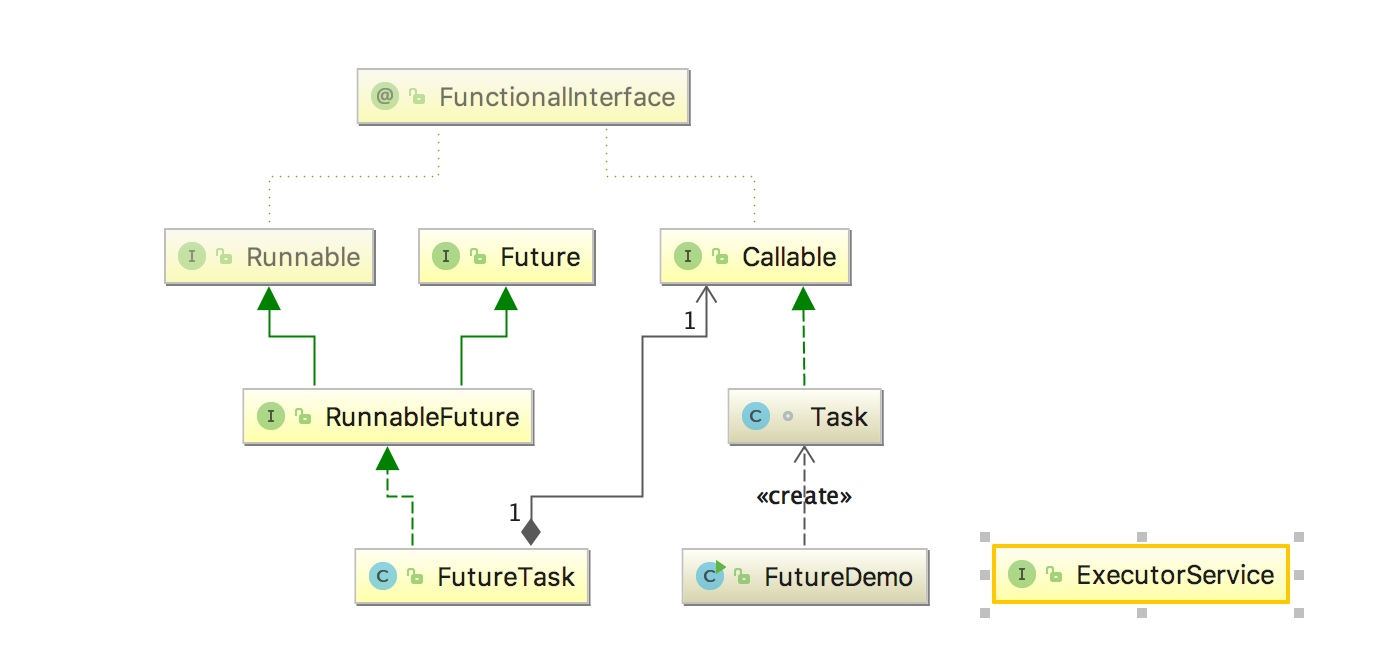 @ FunctionalInterface
I Runnable
I Future
I Callable
1
I RunnableFuture
C Task
«create»
1
C FutureTask
C FutureDemo
I ExecutorService